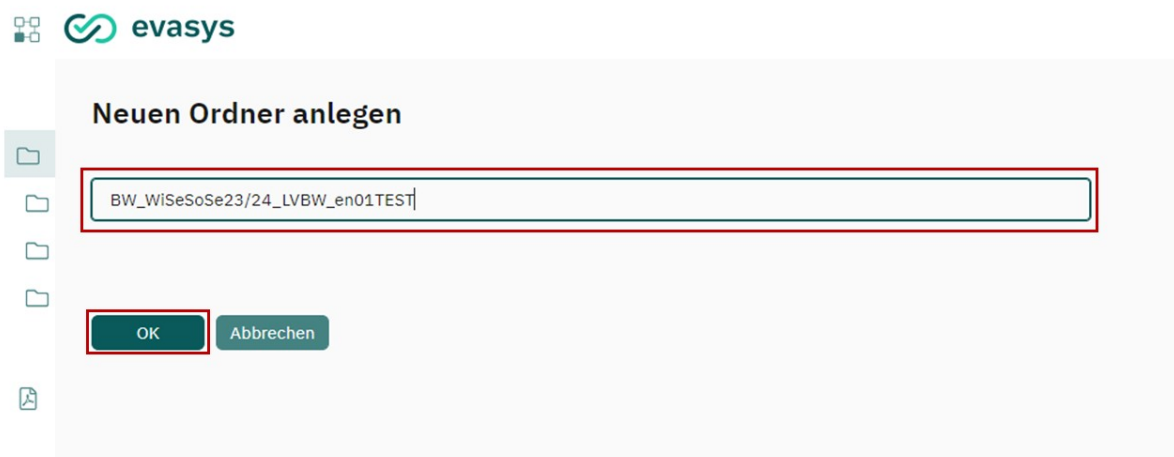 evasys
Neuen Ordner anlegen
BW_WiSeSoSe23/24_LVBW_en01TEST
OK
Abbrechen